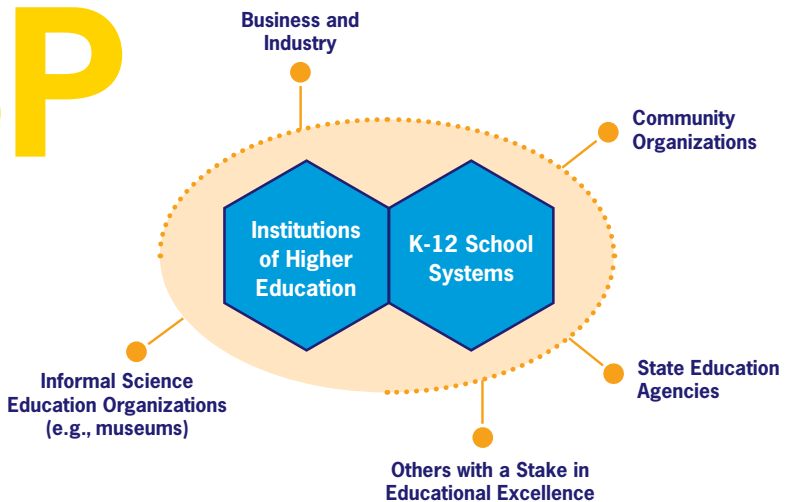 P
Business and
Industry
Community
Organizations
Institutions
of Higher
Education
K-12 School
Systems
State Education
Agencies
Informal Science
Education Organizations
(e.g., museums)
Others with a Stake in
Educational Excellence